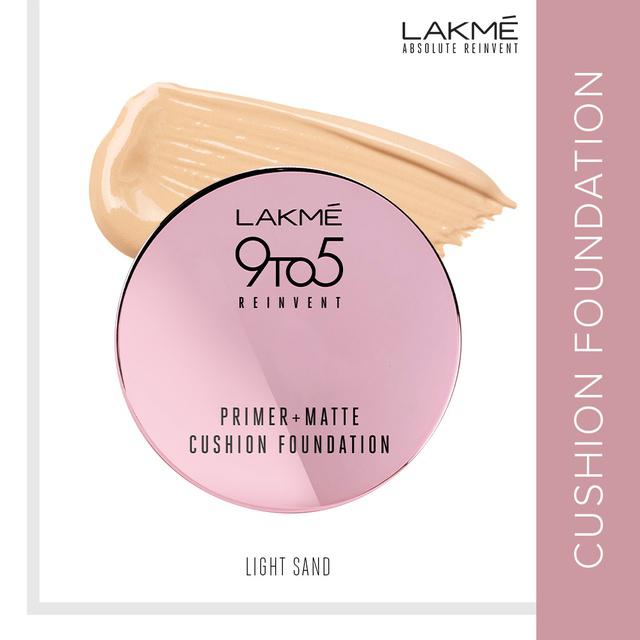 LAKMÉ
ABSOLUTE REINVENT
LAKMÉ
9TO5
REINVENT
PRIMER+MATTE
CUSHION FOUNDATION
LIGHT SAND
CUSHION FOUNDATION